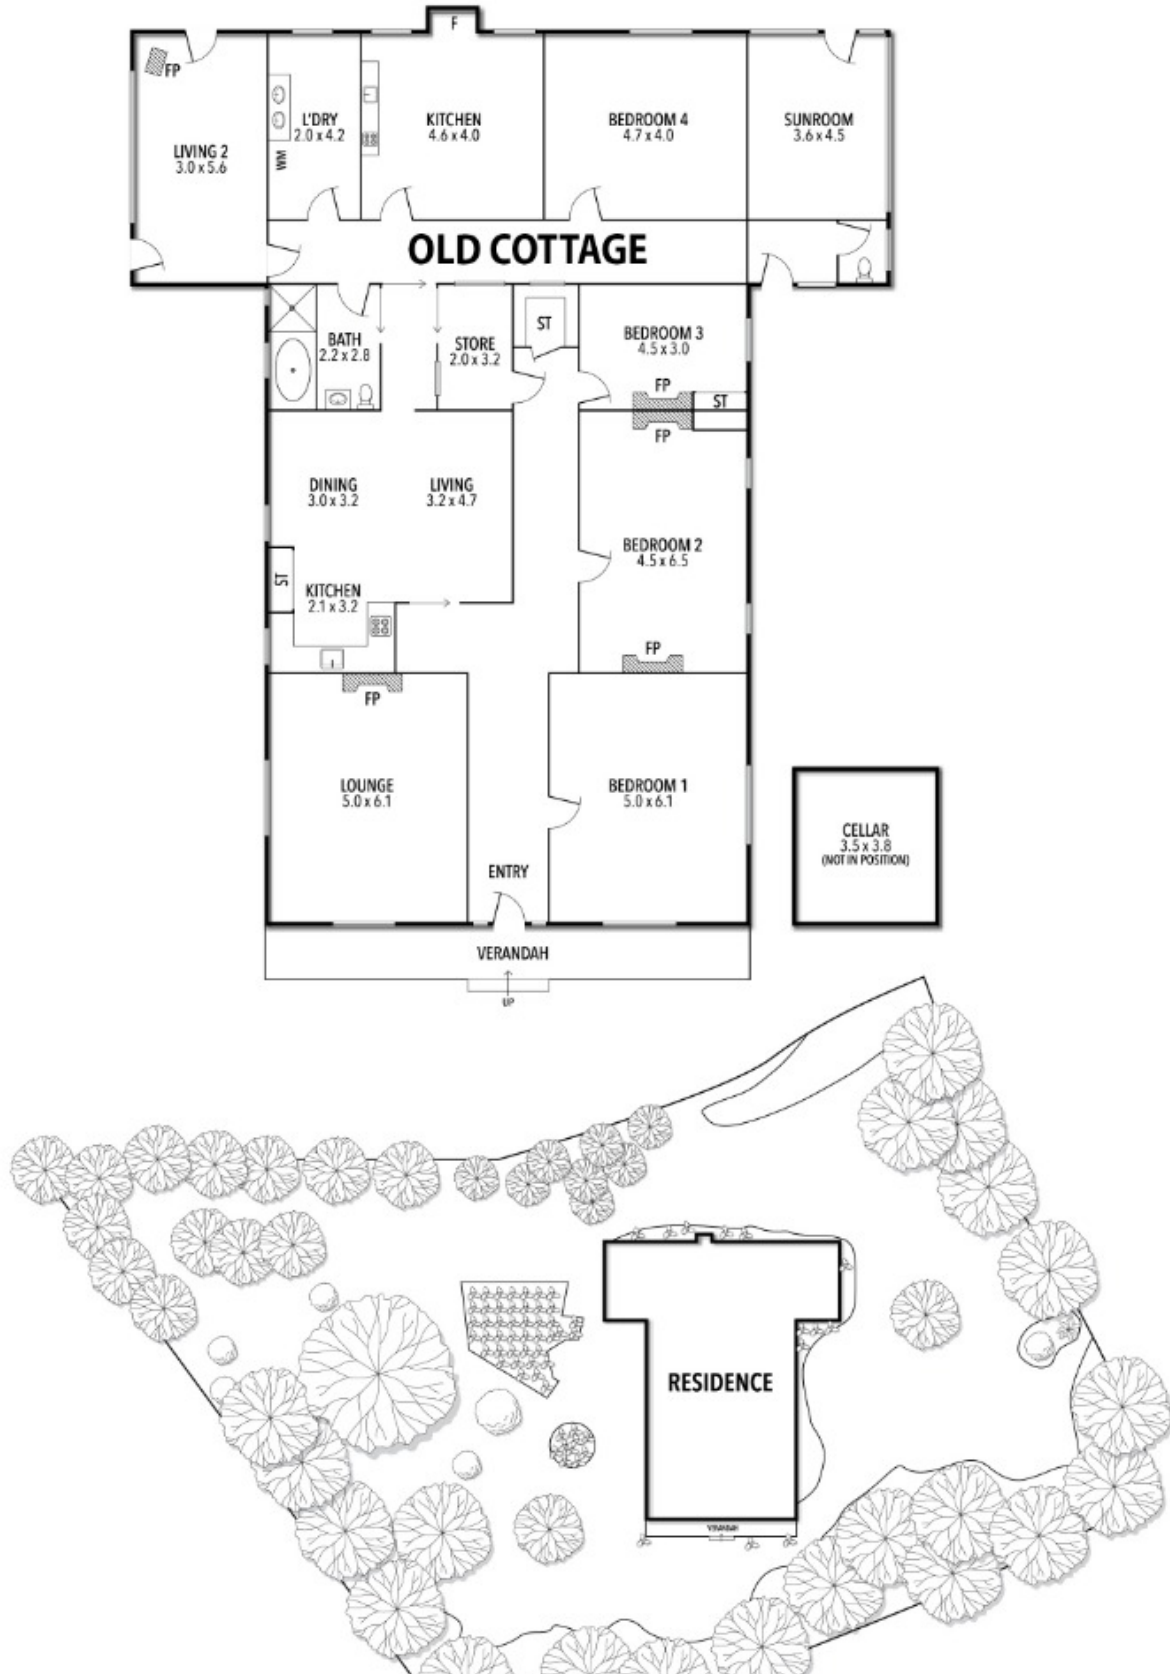 F
FP
LIVING 2
3.0 x 5.6
L'DRY
2.0 x 4.2
WM
KITCHEN
4.6 x 4.0
BEDROOM 4
4.7 x 4.0
SUNROOM
3.6 x 4.5
OLD COTTAGE
BATH
2.2 x 2.8
STORE
2.0 x 3.2
ST
BEDROOM 3
4.5 x 3.0
FP
ST
FP
DINING
3.0 x 3.2
LIVING
3.2 x 4.7
BEDROOM 2
4.5 x 6.5
ST
KITCHEN
2.1 x 3.2
FP
FP
LOUNGE
5.0 x 6.1
BEDROOM 1
5.0 x 6.1
ENTRY
CELLAR
3.5 x 3.8
(NOT IN POSITION)
VERANDAH
UP
RESIDENCE
VERANDAH